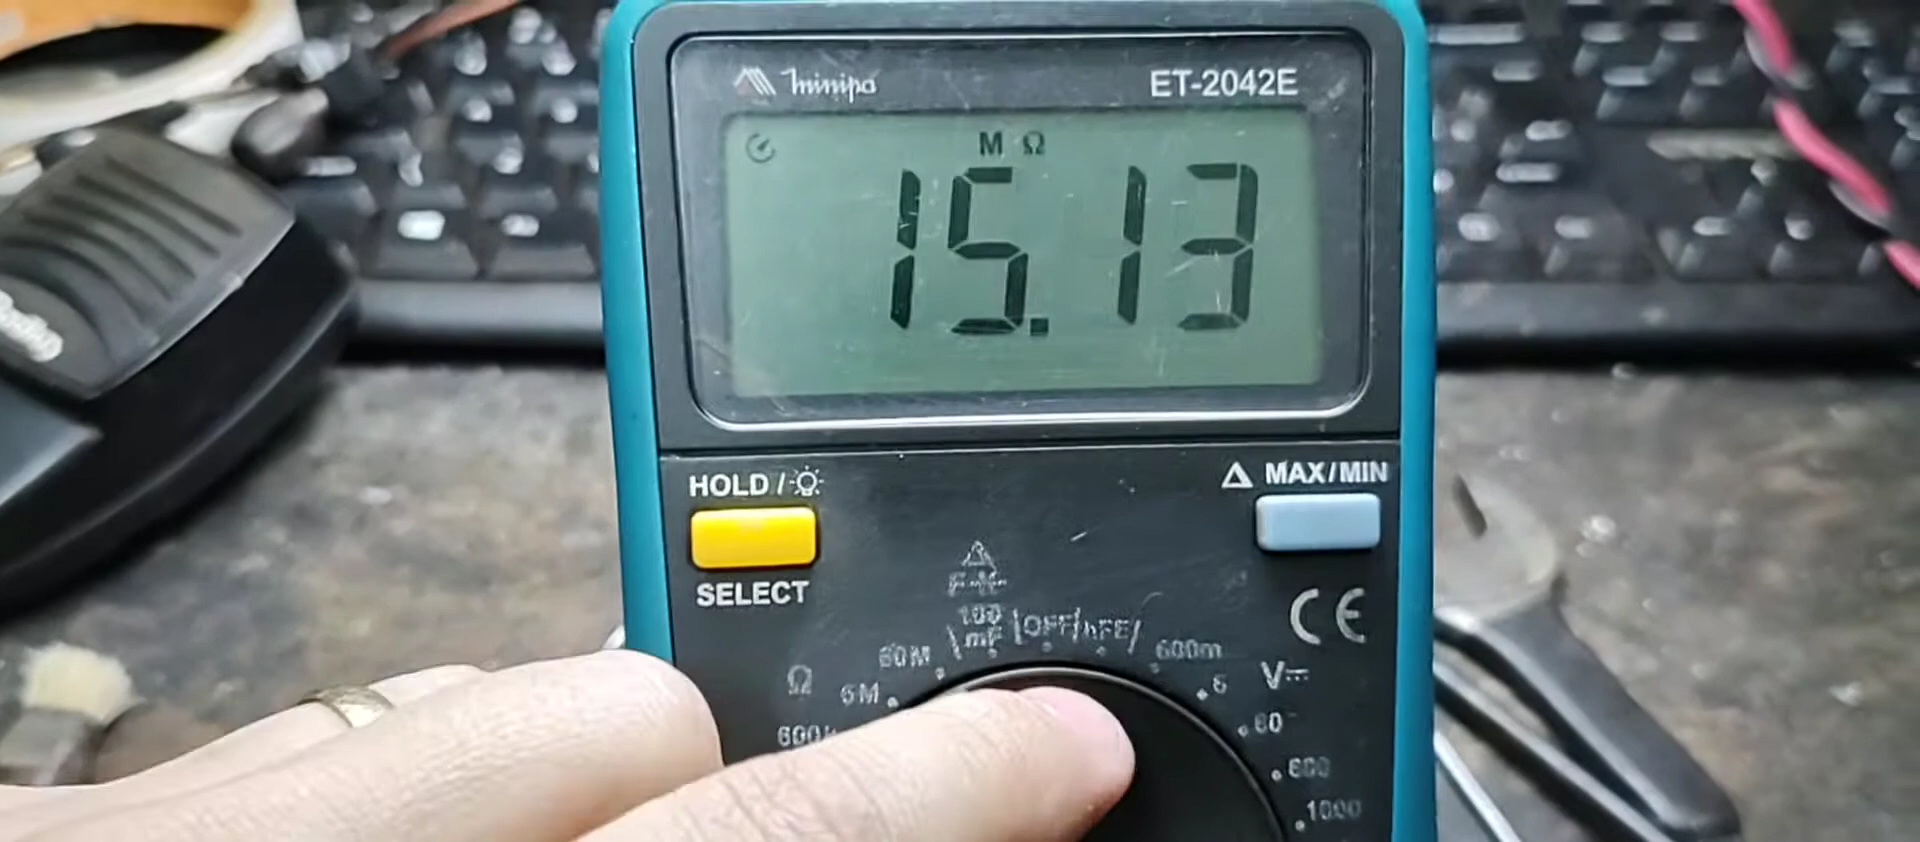 minipa ET-2042E
M Ω
15.13
HOLD /
Δ MAX/MIN
SELECT
CE
100
mF
OFF
hFE
60M
600m
Ω
6M
6
V
60
600
1000